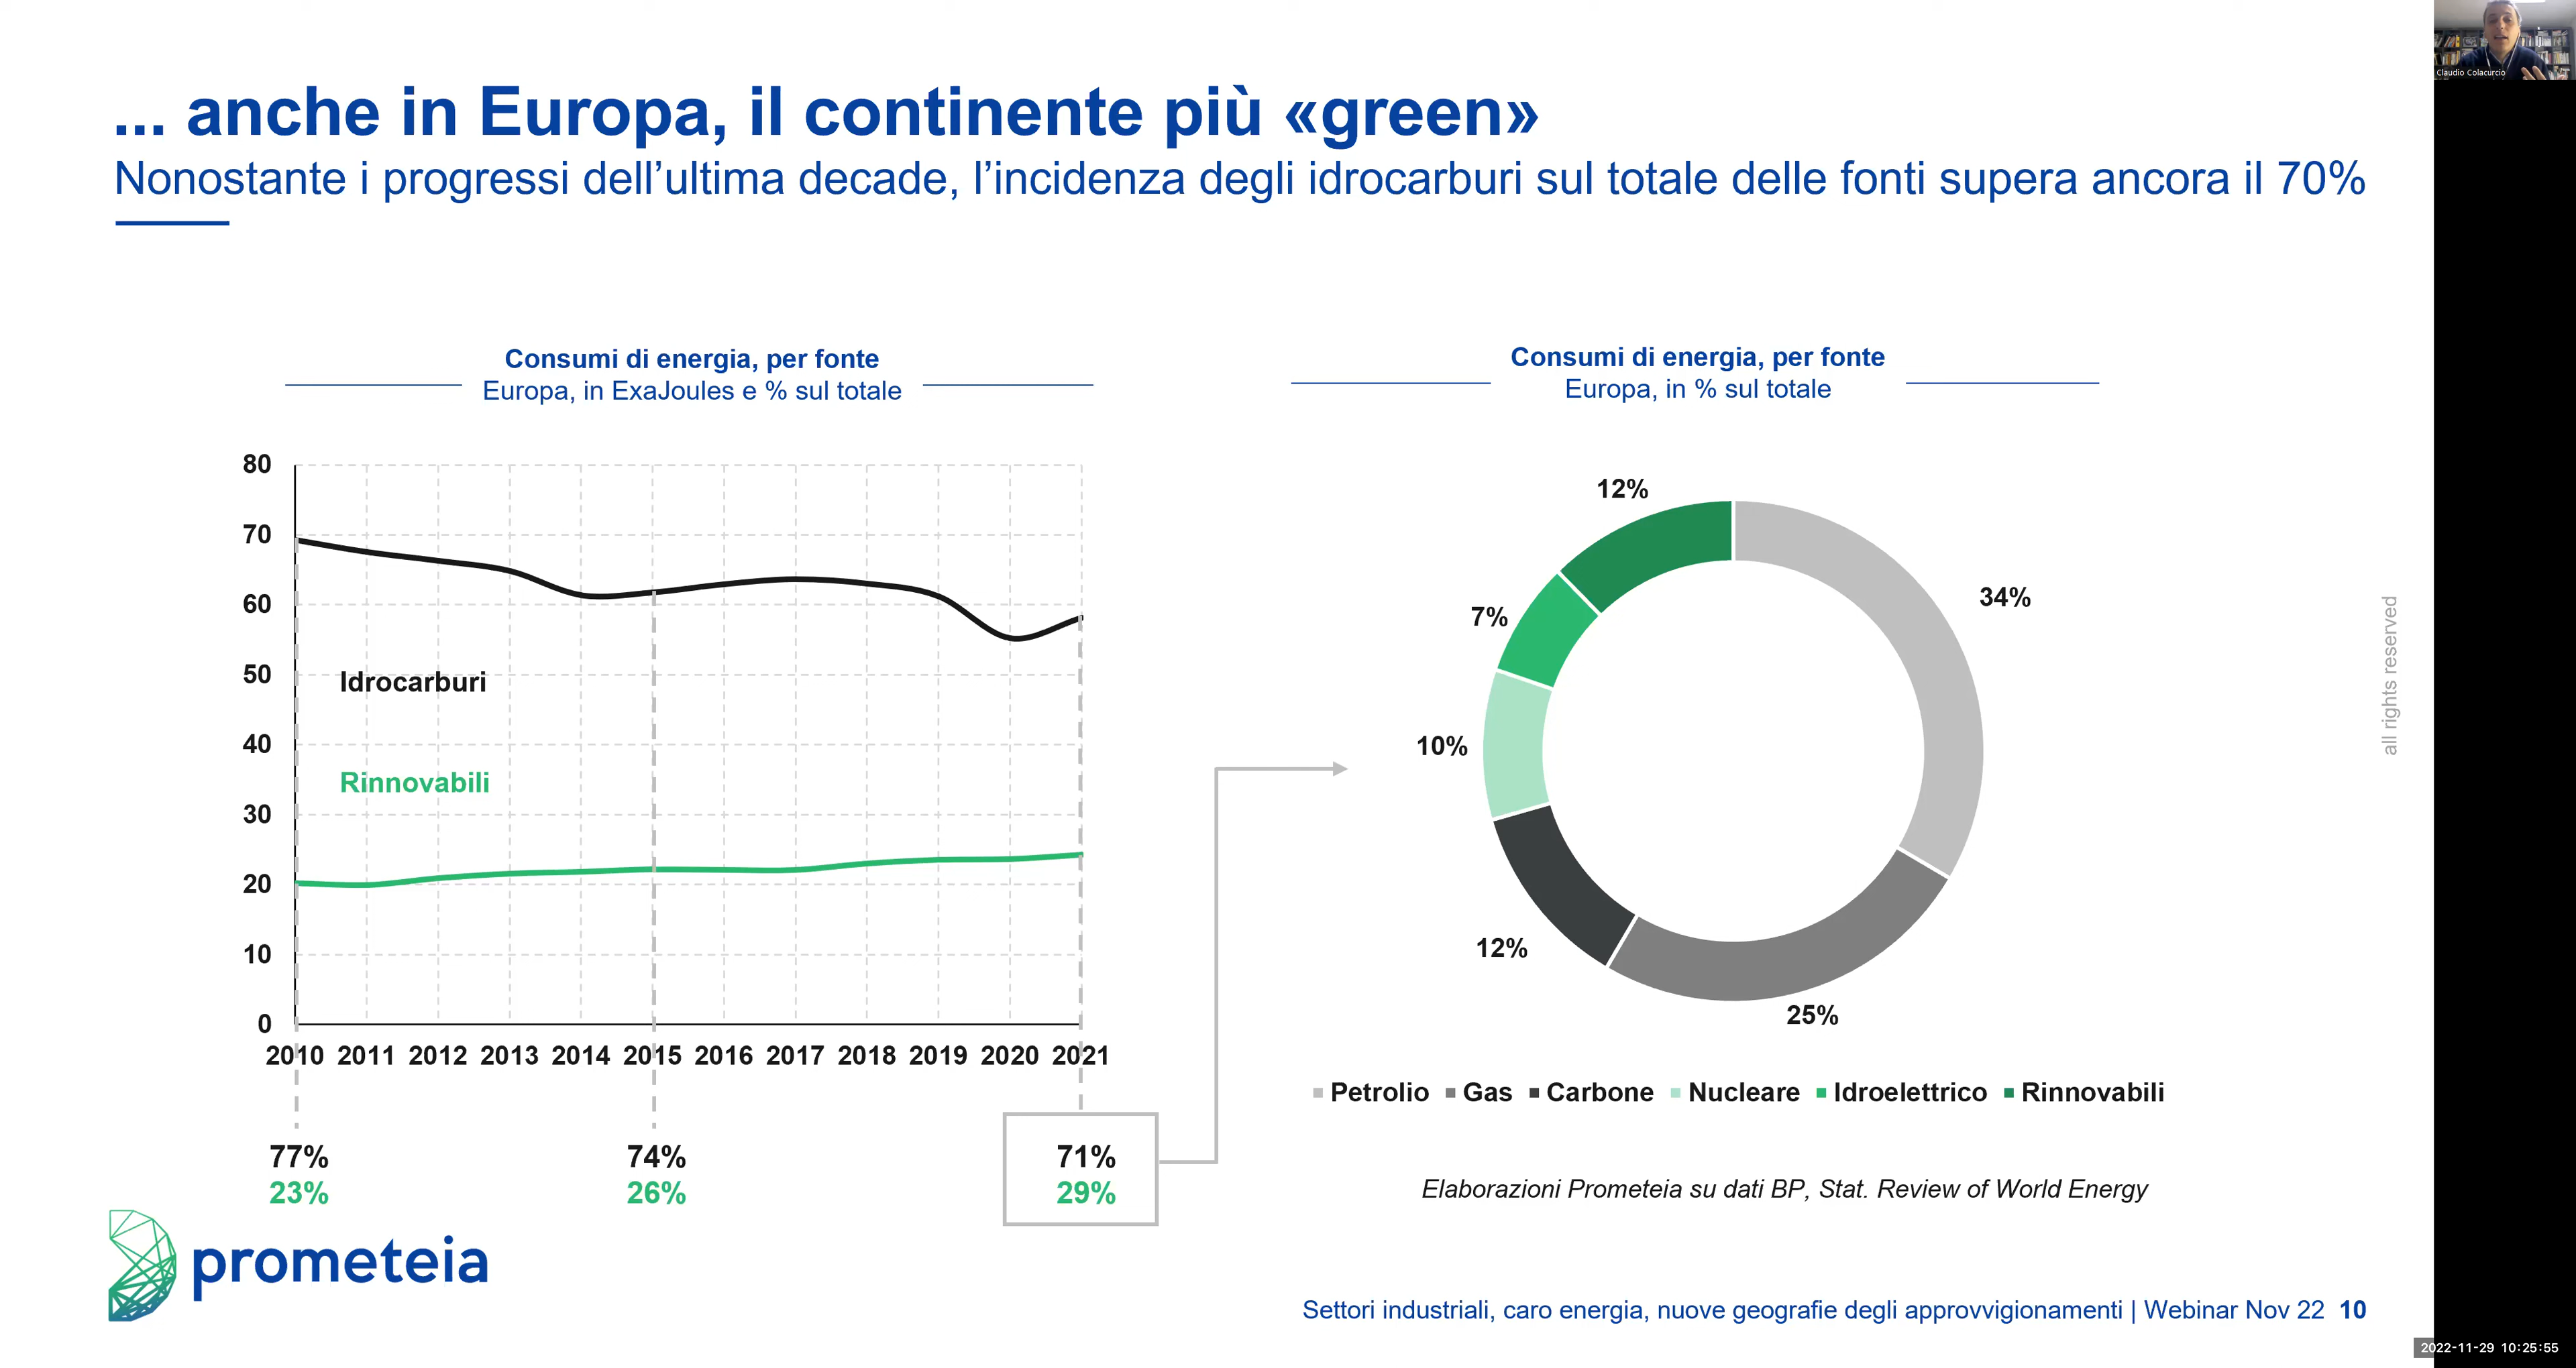 ... anche in Europa, il continente più «green»
Nonostante i progressi dell’ultima decade, l’incidenza degli idrocarburi sul totale delle fonti supera ancora il 70%
Claudio Colacurcio
Consumi di energia, per fonte
Europa, in ExaJoules e % sul totale
80
70
60
50
40
30
20
10
0
Idrocarburi
Rinnovabili
2010 2011 2012 2013 2014 2015 2016 2017 2018 2019 2020 2021
77% 74% 71%
23% 26% 29%
Consumi di energia, per fonte
Europa, in % sul totale
12%
34%
7%
10%
12%
25%
Petrolio Gas Carbone Nucleare Idroelettrico Rinnovabili
Elaborazioni Prometeia su dati BP, Stat. Review of World Energy
all rights reserved
prometeia
Settori industriali, caro energia, nuove geografie degli approvvigionamenti | Webinar Nov 22 10
2022-11-29 10:25:55